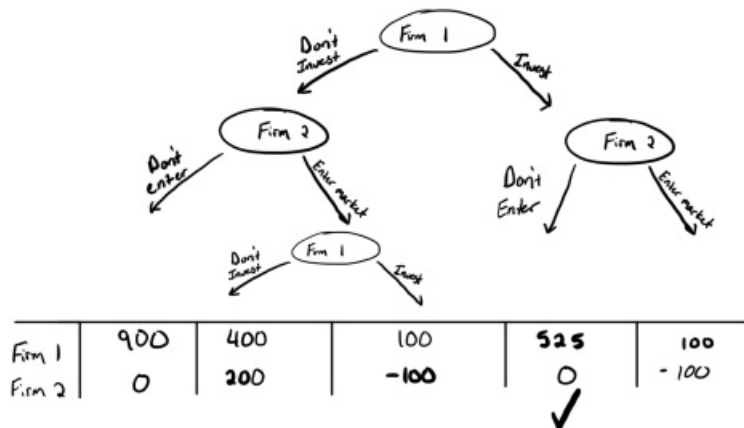 Firm 1
Don't
Invest
Invest
Firm 2
Firm 2
Don't
enter
Enter market
Don't
Enter
Enter market
Firm 1
Don't
Invest
Invest
Firm 1 900 400 100 525 100
Firm 2 0 200 -100 0 -100